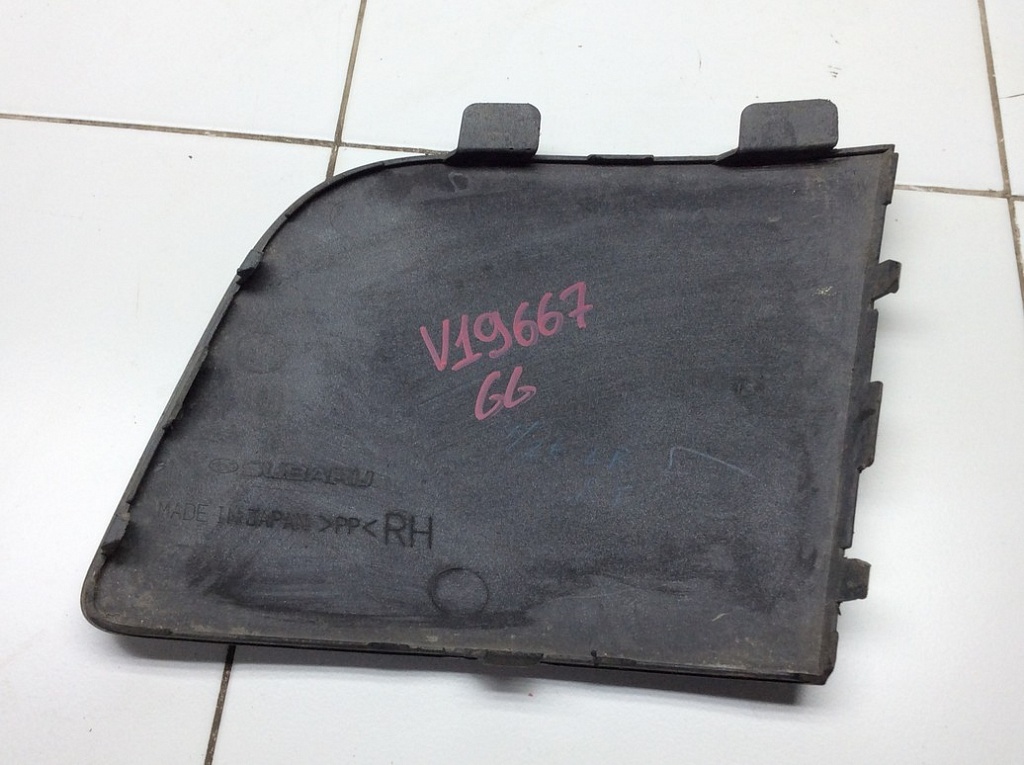 V19667
66
SUBARU
MADE IN JAPAN >PP< RH